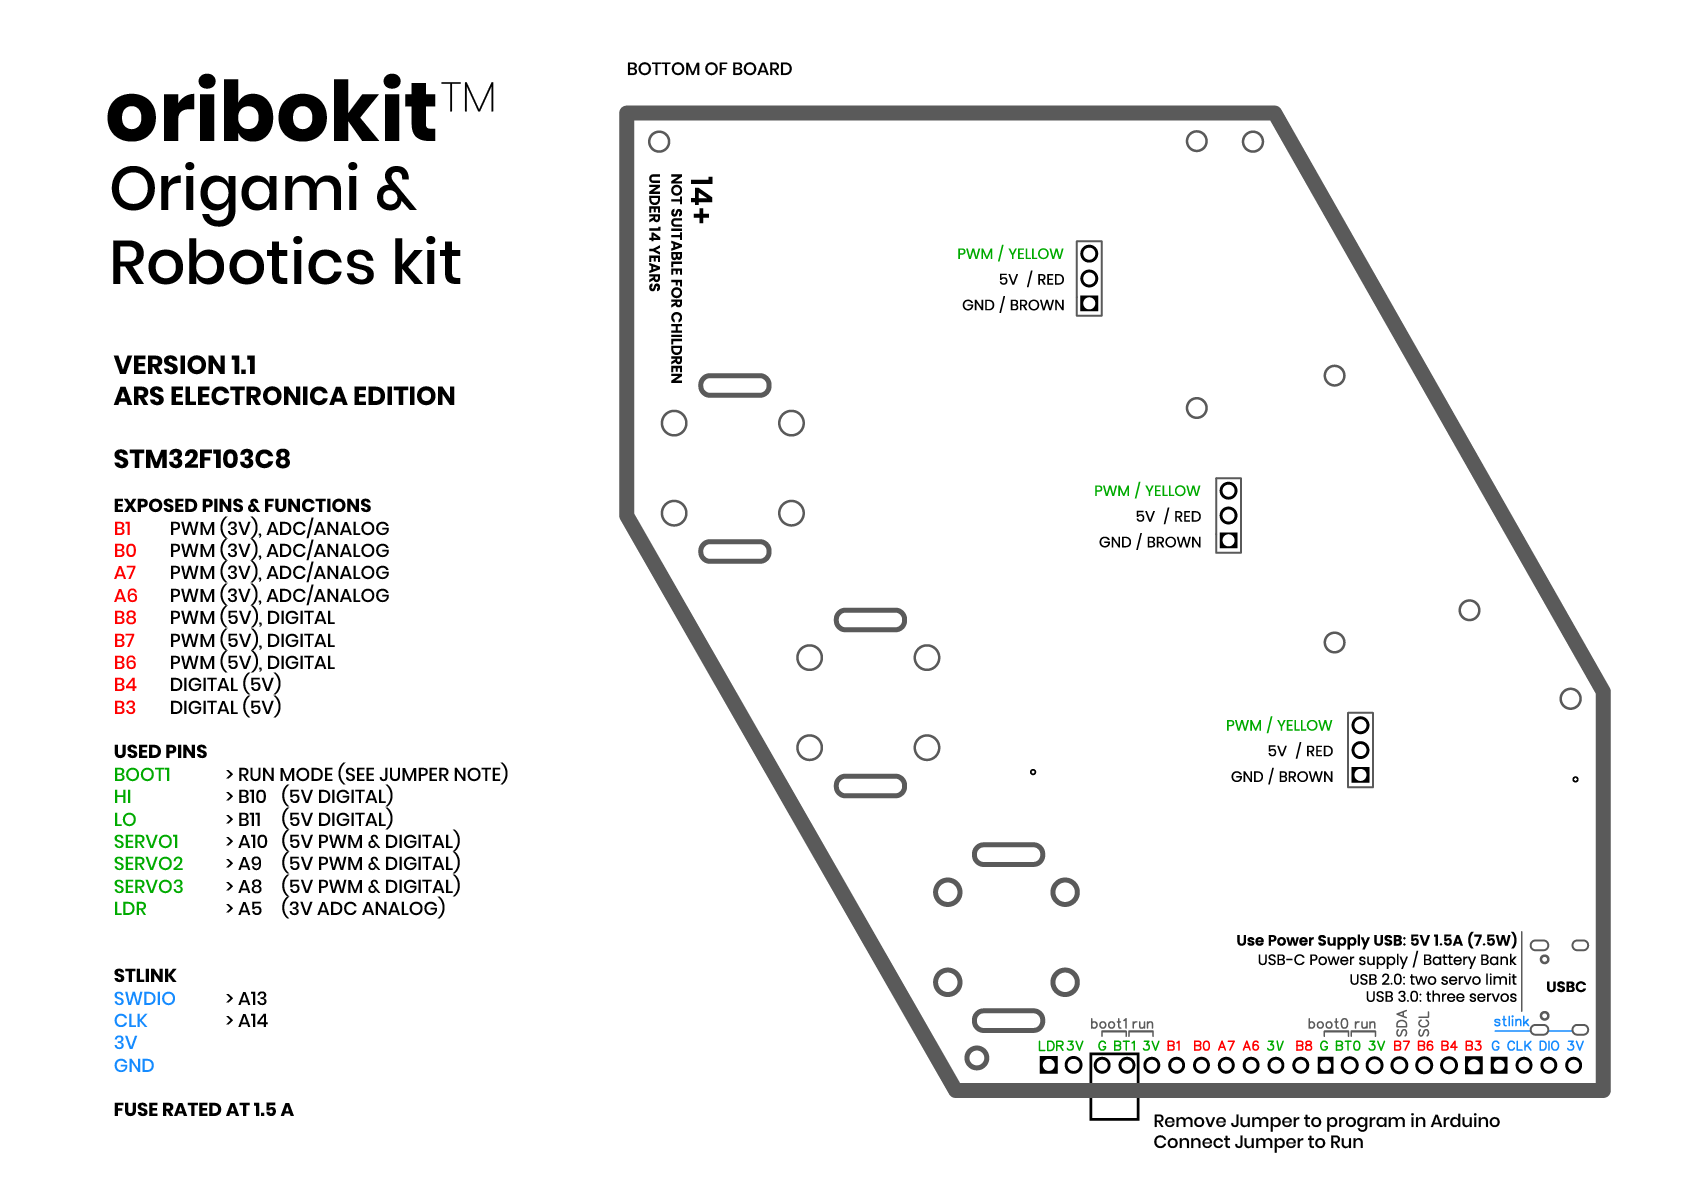 oribokit™
Origami &
Robotics kit
VERSION 1.1
ARS ELECTRONICA EDITION
STM32F103C8
EXPOSED PINS & FUNCTIONS
B1 PWM (3V), ADC/ANALOG
B0 PWM (3V), ADC/ANALOG
A7 PWM (3V), ADC/ANALOG
A6 PWM (3V), ADC/ANALOG
B8 PWM (5V), DIGITAL
B7 PWM (5V), DIGITAL
B6 PWM (5V), DIGITAL
B4 DIGITAL (5V)
B3 DIGITAL (5V)
USED PINS
BOOT1 > RUN MODE (SEE JUMPER NOTE)
HI > B10 (5V DIGITAL)
LO > B11 (5V DIGITAL)
SERVO1 > A10 (5V PWM & DIGITAL)
SERVO2 > A9 (5V PWM & DIGITAL)
SERVO3 > A8 (5V PWM & DIGITAL)
LDR > A5 (3V ADC ANALOG)
STLINK
SWDIO > A13
CLK > A14
3V
GND
FUSE RATED AT 1.5 A
BOTTOM OF BOARD
14+
NOT SUITABLE FOR CHILDREN
UNDER 14 YEARS
PWM / YELLOW
5V / RED
GND / BROWN
PWM / YELLOW
5V / RED
GND / BROWN
PWM / YELLOW
5V / RED
GND / BROWN
Use Power Supply USB: 5V 1.5A (7.5W)
USB-C Power supply / Battery Bank
USB 2.0: two servo limit
USB 3.0: three servos
USBC
boot1 run boot0 run SDA SCL stlink
LDR 3V G BT1 3V B1 B0 A7 A6 3V B8 G BT0 3V B7 B6 B4 B3 G CLK DIO 3V
Remove Jumper to program in Arduino
Connect Jumper to Run